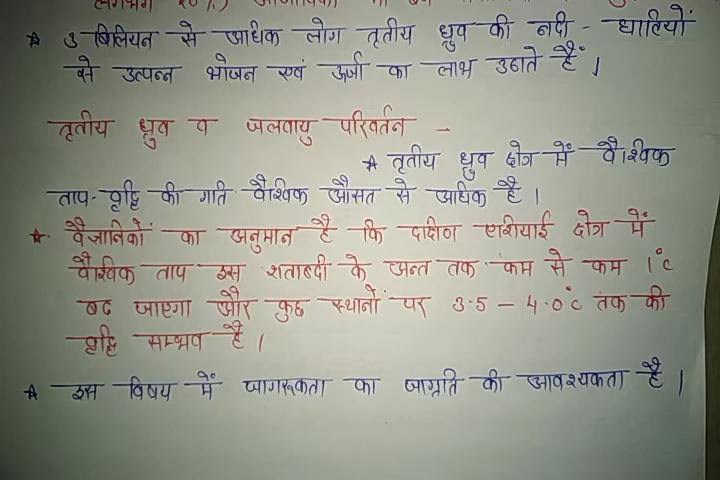 ★ 3 बिलियन से अधिक लोग तृतीय ध्रुव की नदी - घाटियों
से उत्पन्न भोजन एवं ऊर्जा का लाभ उठाते हैं।
तृतीय ध्रुव व जलवायु परिवर्तन -
★ तृतीय ध्रुव क्षेत्र में वैश्विक
ताप-वृद्धि की गति वैश्विक औसत से अधिक है।
★ वैज्ञानिकों का अनुमान है कि दक्षिण एशियाई क्षेत्र में
वैश्विक ताप इस शताब्दी के अन्त तक कम से कम 1°c
बढ़ जाएगा और कुछ स्थानों पर 3.5 - 4.0°c तक की
वृद्धि सम्भव है।
★ इस विषय में जागरूकता का जाग्रति की आवश्यकता है।